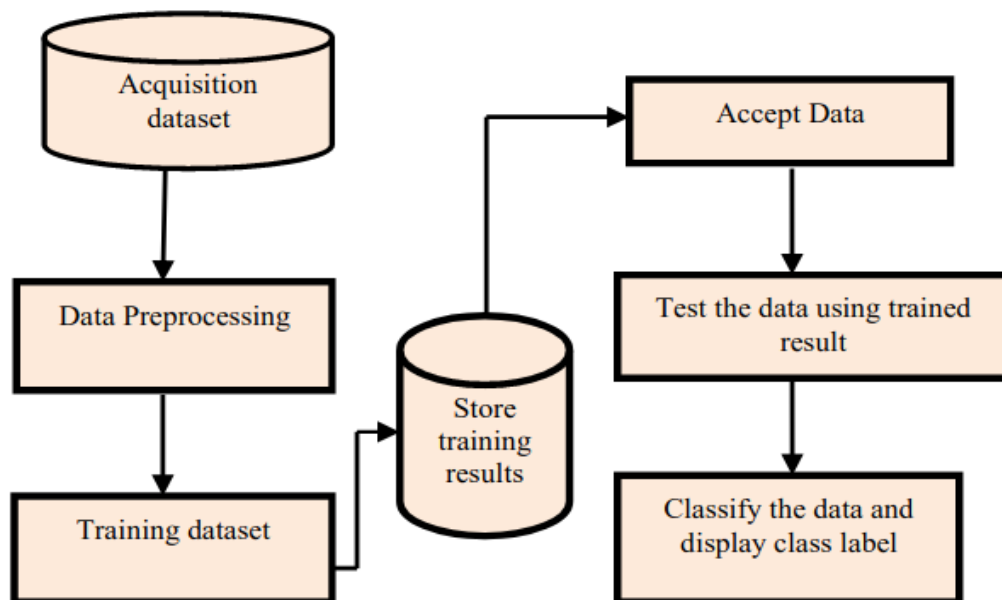 Acquisition
dataset
Data Preprocessing
Training dataset
Store
training
results
Accept Data
Test the data using trained
result
Classify the data and
display class label